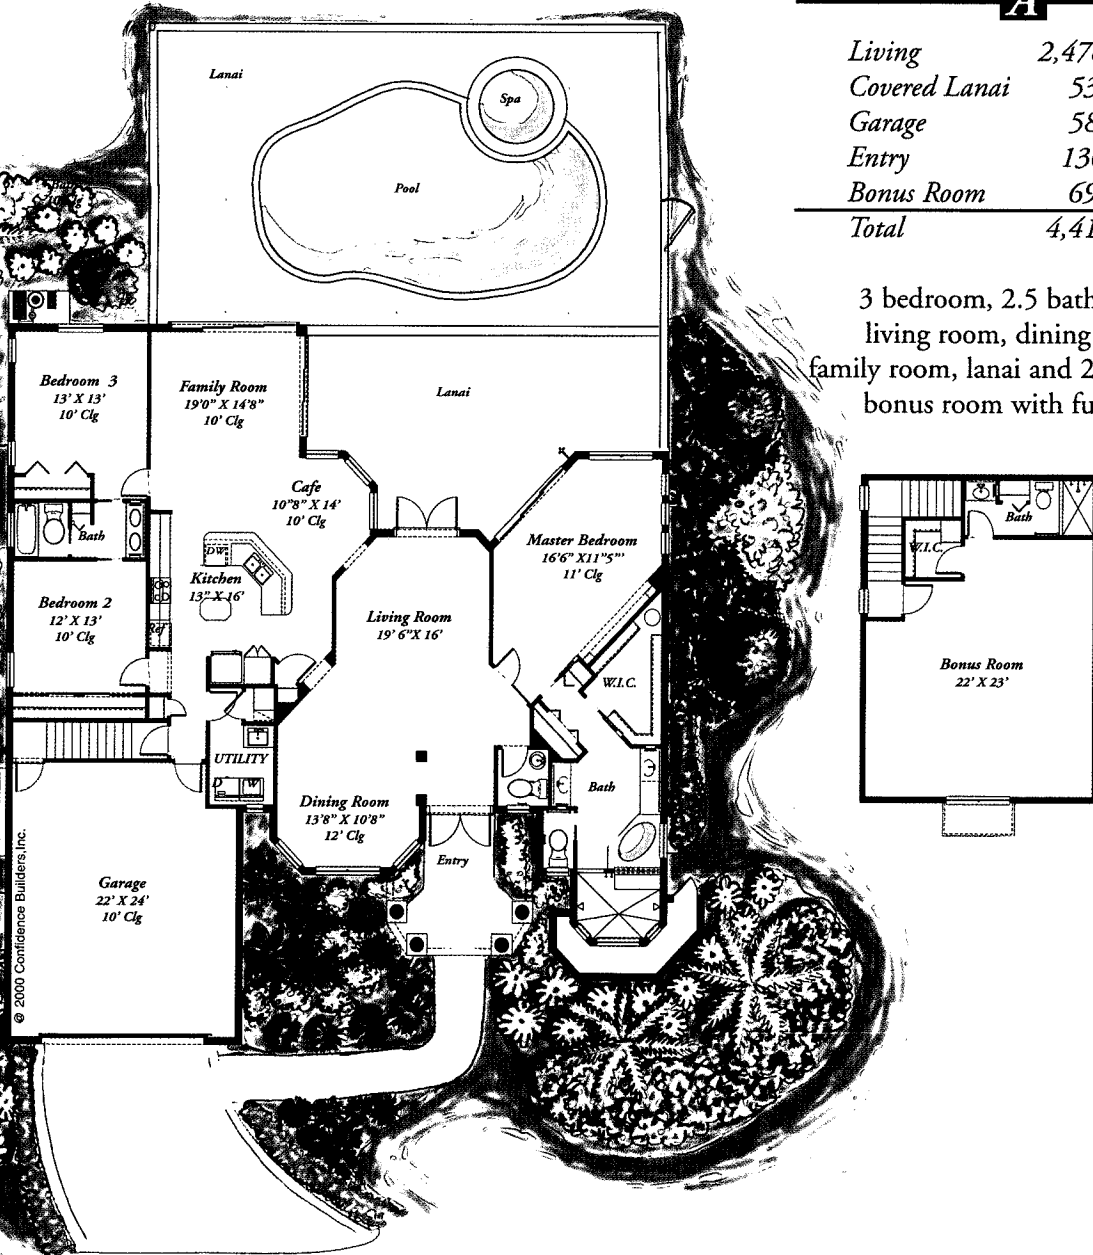 A
Living 2,47
Covered Lanai 53
Garage 58
Entry 13
Bonus Room 69
Total 4,41
3 bedroom, 2.5 bath
living room, dining
family room, lanai and 2
bonus room with fu
Lanai
Spa
Pool
Bedroom 3
13' X 13'
10' Clg
Family Room
19'0" X 14'8"
10' Clg
Lanai
Cafe
10"8" X 14'
10' Clg
Bath
DW
Kitchen
13" X 16'
Ref
Bedroom 2
12' X 13'
10' Clg
Master Bedroom
16'6" X11"5"'
11' Clg
Living Room
19' 6"X 16'
W.I.C.
UTILITY
D W
Bath
Dining Room
13'8" X 10'8"
12' Clg
Entry
Garage
22' X 24'
10' Clg
@ 2000 Confidence Builders,Inc.
Bath
W.I.C.
Bonus Room
22' X 23'